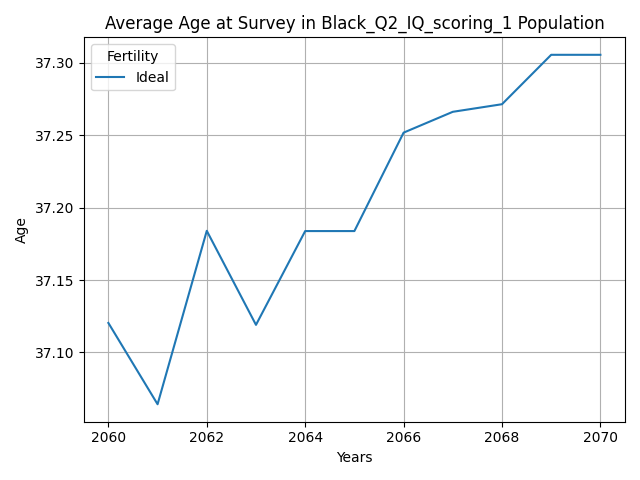 Average Age at Survey in Black_Q2_IQ_scoring_1 Population
Fertility
Ideal
37.30
37.25
37.20
37.15
37.10
Age
2060 2062 2064 2066 2068 2070
Years